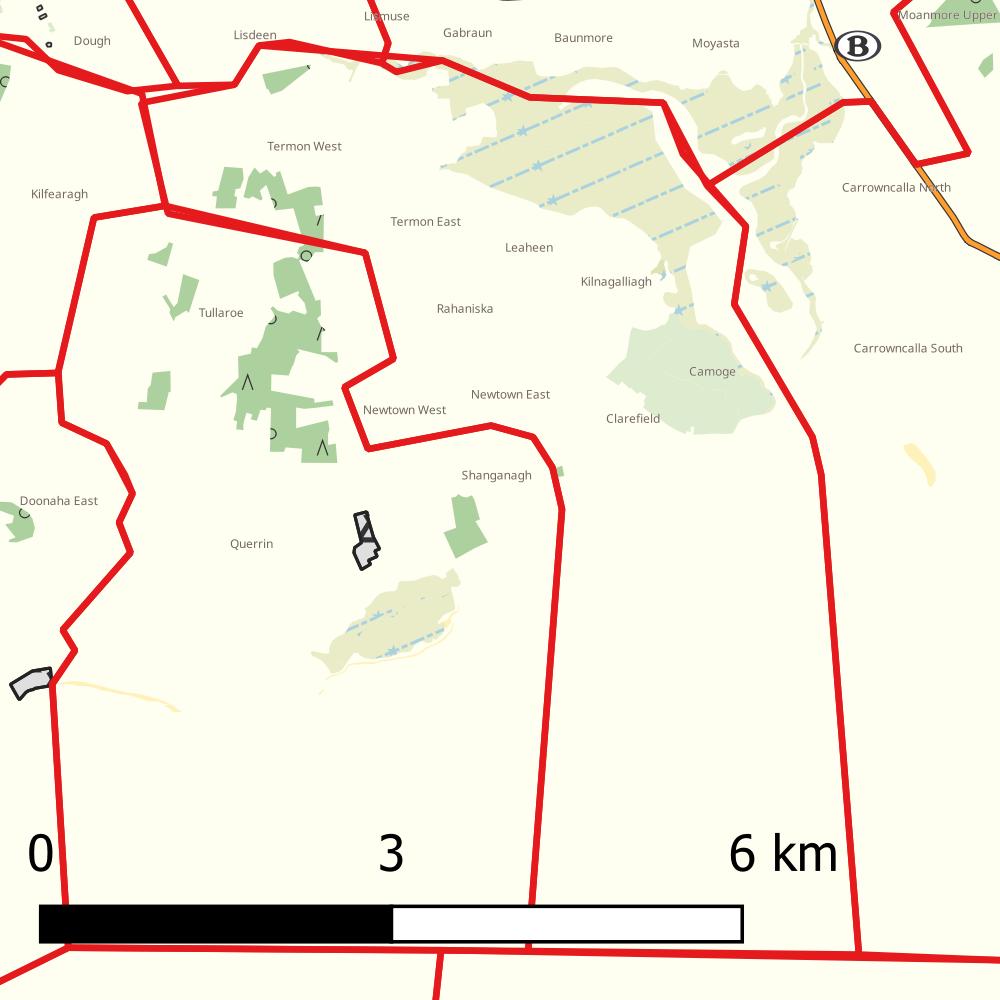 Lismuse
Moanmore Upper
Dough
Lisdeen
Gabraun
Baunmore
Moyasta
B
Termon West
Kilfearagh
Carrowncalla North
Termon East
Leaheen
Kilnagalliagh
Tullaroe
Rahaniska
Carrowncalla South
Camoge
Newtown East
Newtown West
Clarefield
Shanganagh
Doonaha East
Querrin
0 3 6 km